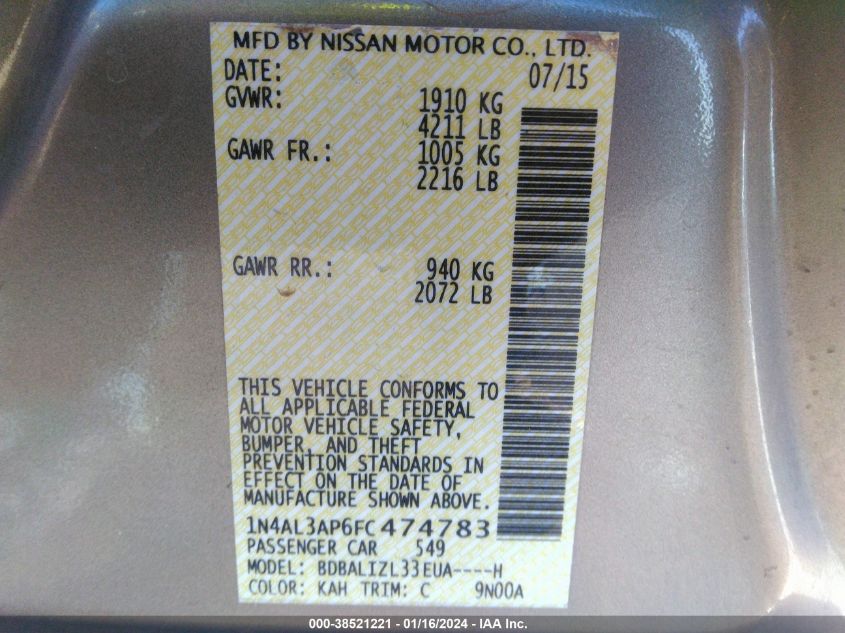 MFD BY NISSAN MOTOR CO., LTD.
DATE: 07/15
GVWR: 1910 KG
4211 LB
GAWR FR.: 1005 KG
2216 LB
GAWR RR.: 940 KG
2072 LB
THIS VEHICLE CONFORMS TO
ALL APPLICABLE FEDERAL
MOTOR VEHICLE SAFETY,
BUMPER, AND THEFT
PREVENTION STANDARDS IN
EFFECT ON THE DATE OF
MANUFACTURE SHOWN ABOVE.
1N4AL3AP6FC474783
PASSENGER CAR 549
MODEL: BDBALIZL33EUA----H
COLOR: KAH TRIM: C 9N00A
000-38521221 - 01/16/2024 - IAA Inc.